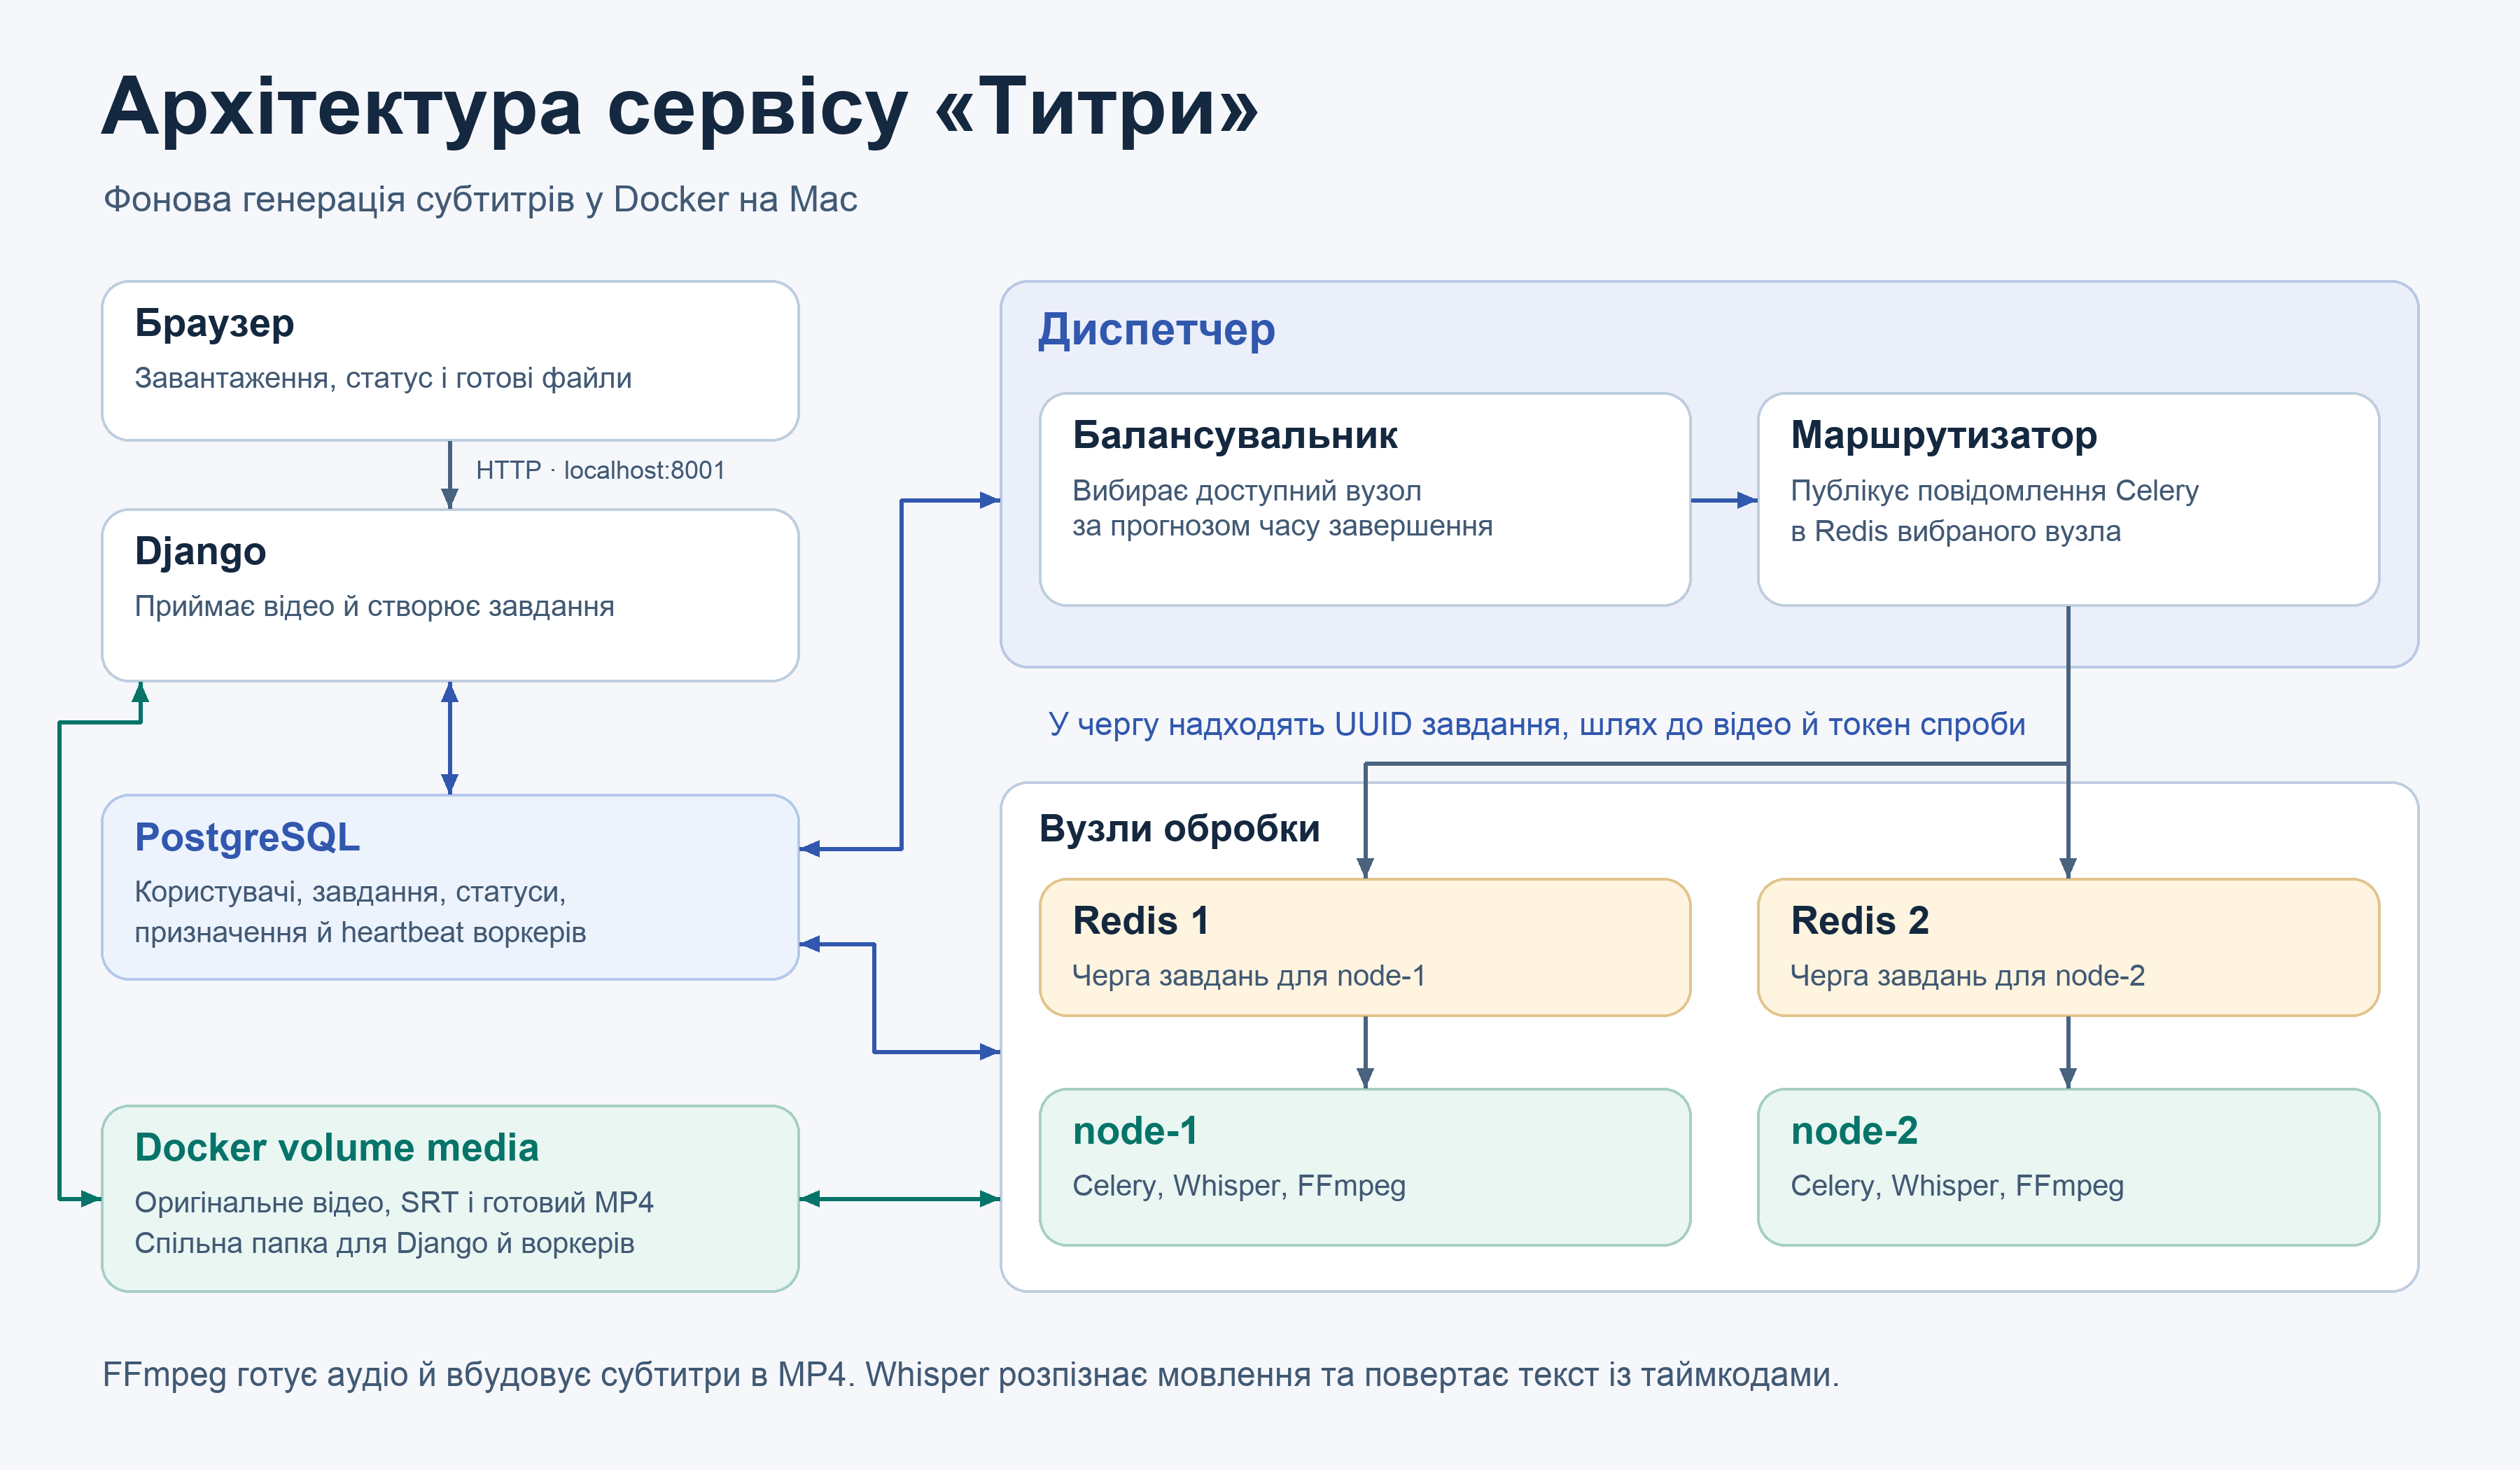 Архітектура сервісу «Титри»
Фонова генерація субтитрів у Docker на Mac
Браузер
Завантаження, статус і готові файли
HTTP · localhost:8001
Django
Приймає відео й створює завдання
PostgreSQL
Користувачі, завдання, статуси,
призначення й heartbeat воркерів
Docker volume media
Оригінальне відео, SRT і готовий MP4
Спільна папка для Django й воркерів
Диспетчер
Балансувальник
Вибирає доступний вузол
за прогнозом часу завершення
Маршрутизатор
Публікує повідомлення Celery
в Redis вибраного вузла
У чергу надходять UUID завдання, шлях до відео й токен спроби
Вузли обробки
Redis 1
Черга завдань для node-1
Redis 2
Черга завдань для node-2
node-1
Celery, Whisper, FFmpeg
node-2
Celery, Whisper, FFmpeg
FFmpeg готує аудіо й вбудовує субтитри в MP4. Whisper розпізнає мовлення та повертає текст із таймкодами.